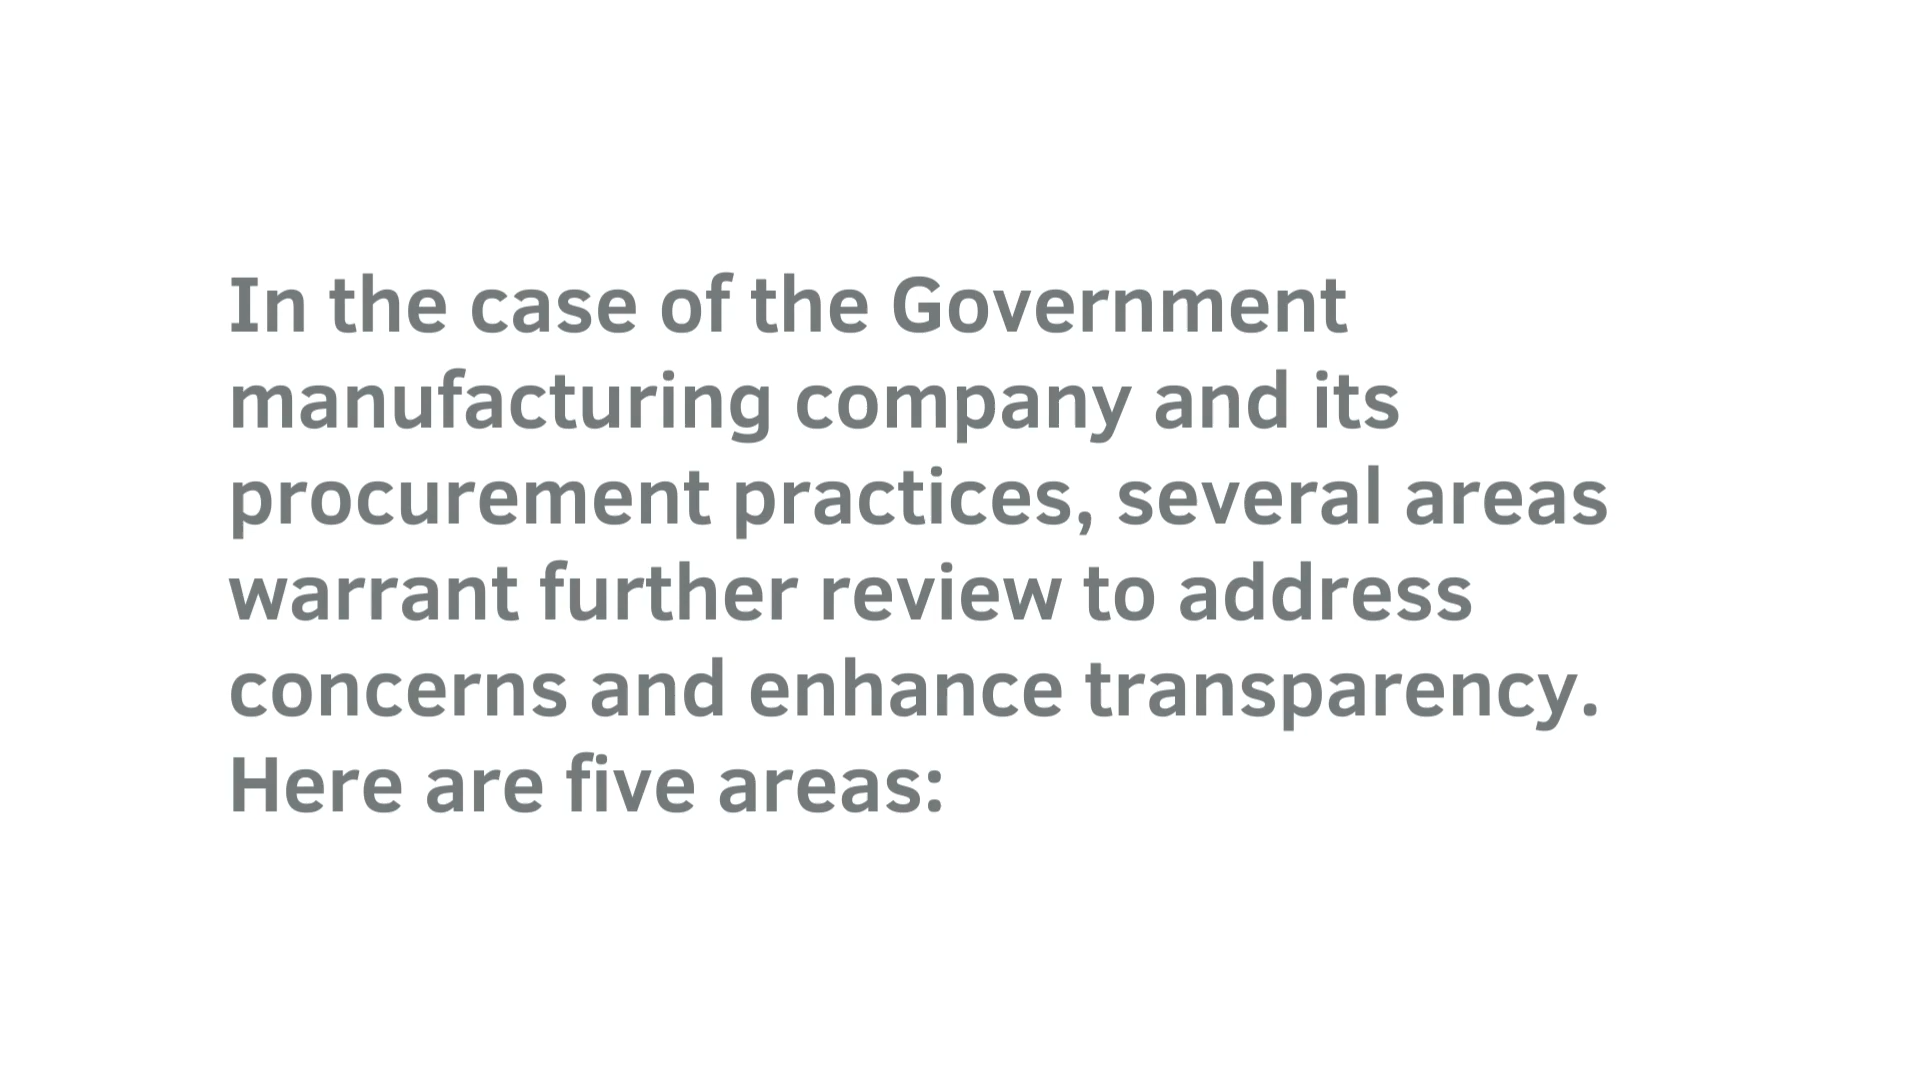 In the case of the Government
manufacturing company and its
procurement practices, several areas
warrant further review to address
concerns and enhance transparency.
Here are five areas: